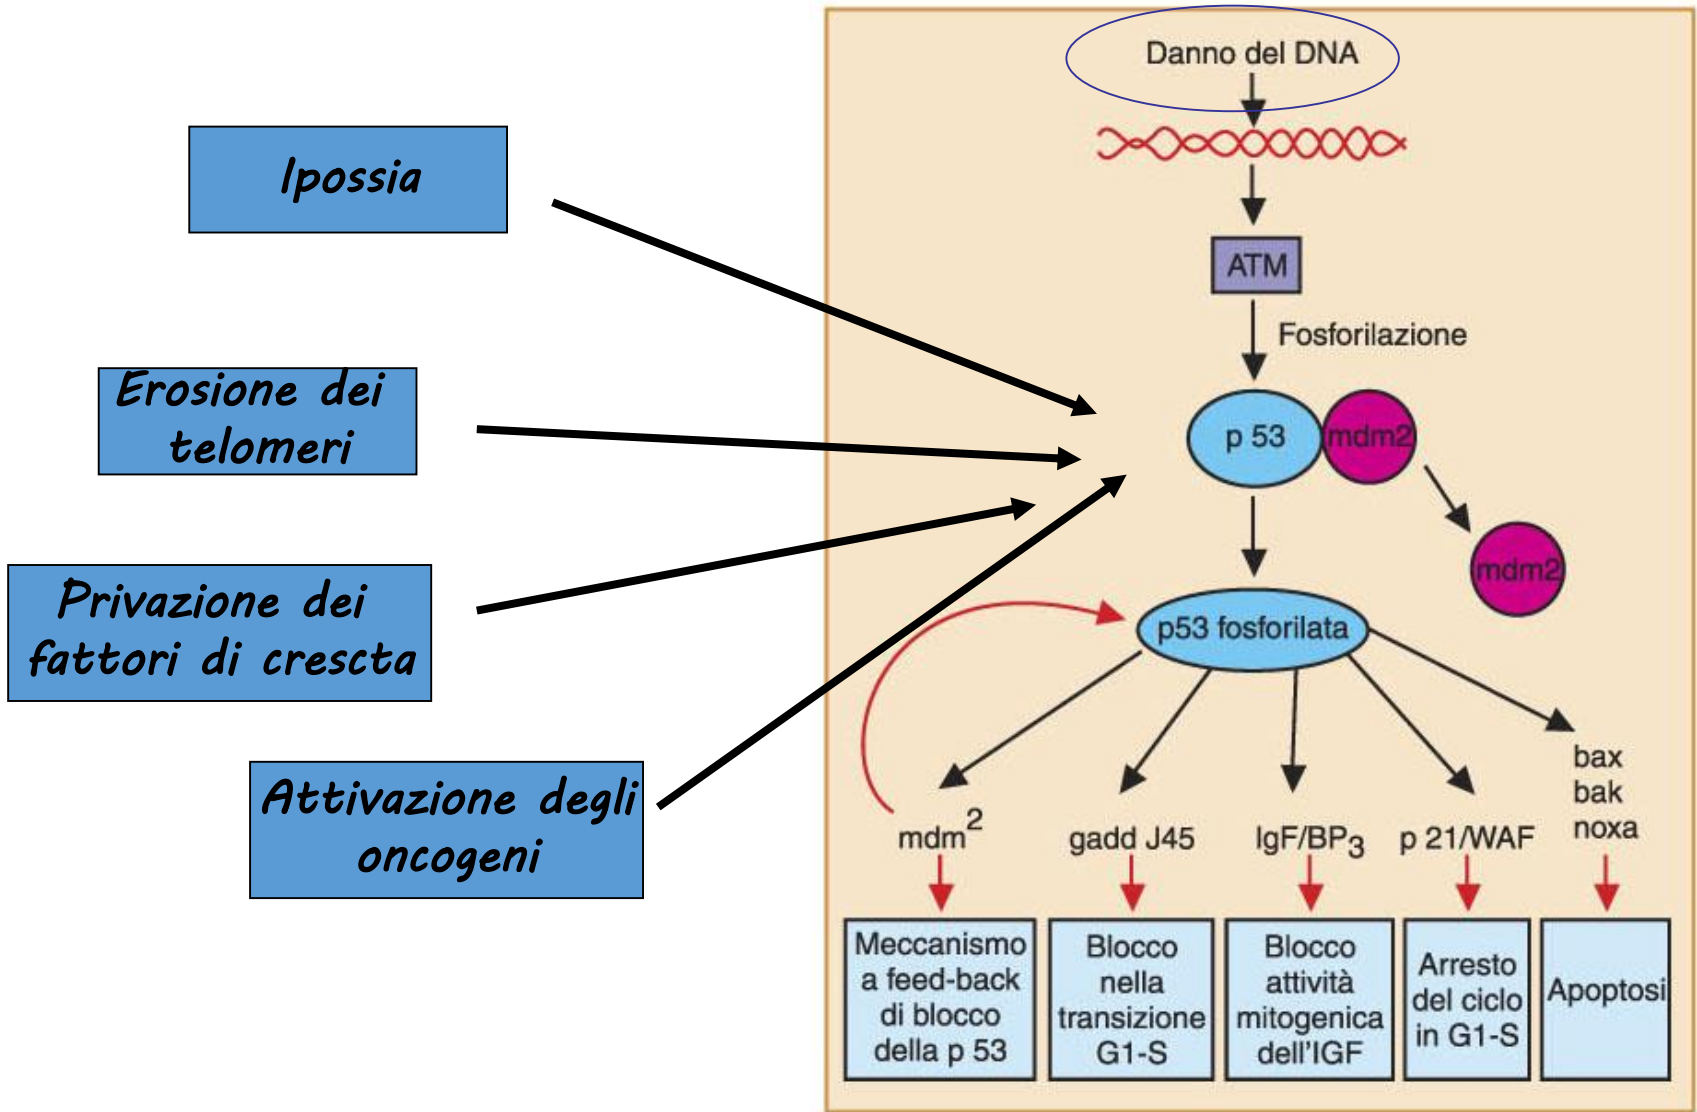 Danno del DNA
Ipossia
ATM
Fosforilazione
Erosione dei
telomeri
p 53
mdm2
mdm2
Privazione dei
fattori di crescta
p53 fosforilata
Attivazione degli
oncogeni
bax
bak
noxa
mdm2
gadd J45
IgF/BP3
p 21/WAF
Meccanismo
a feed-back
di blocco
della p 53
Blocco
nella
transizione
G1-S
Blocco
attività
mitogenica
dell'IGF
Arresto
del ciclo
in G1-S
Apoptosi